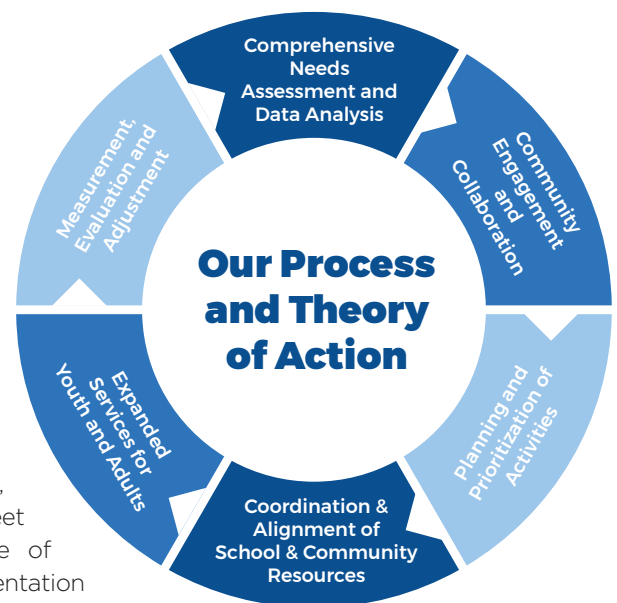 Our Process
and Theory
of Action
Comprehensive
Needs
Assessment and
Data Analysis
Community
Engagement
and
Collaboration
Planning and
Prioritization of
Activities
Coordination &
Alignment of
School & Community
Resources
Expanded
Services for
Youth and Adults
Measurement,
Evaluation and
Adjustment
,
eet
e of
entation